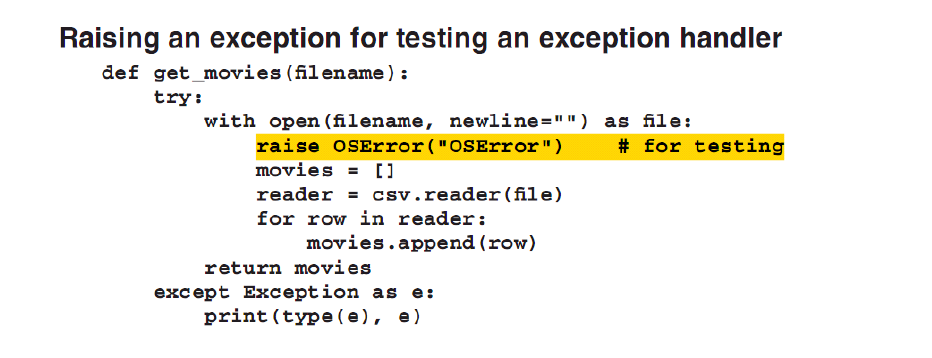 Raising an exception for testing an exception handler
def get_movies(filename):
    try:
        with open(filename, newline="") as file:
            raise OSError("OSError")    # for testing
            movies = []
            reader = csv.reader(file)
            for row in reader:
                movies.append(row)
        return movies
    except Exception as e:
        print(type(e), e)